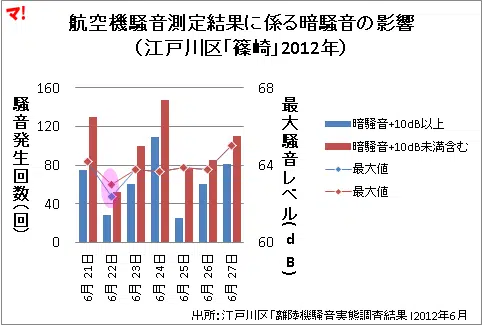 マ!
航空機騒音測定結果に係る暗騒音の影響
（江戸川区「篠崎」2012年）
騒音発生回数(回)
160
120
80
40
0
68
64
60
最大騒音レベル(dB)
6月21日
6月22日
6月23日
6月24日
6月25日
6月26日
6月27日
暗騒音+10dB以上
暗騒音+10dB未満含む
最大値
最大値
出所：江戸川区「離陸機騒音実態調査結果」2012年6月